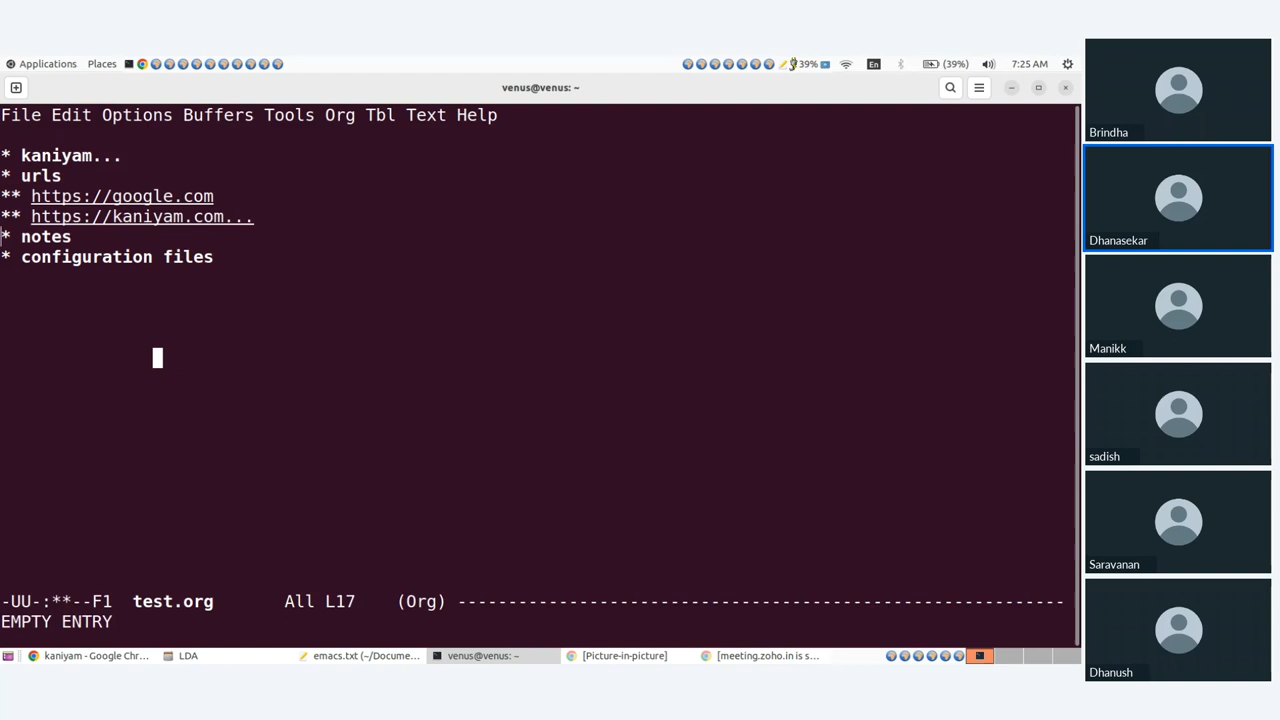 Applications Places 39% En (39%) 7:25 AM
venus@venus: ~
File Edit Options Buffers Tools Org Tbl Text Help
* kaniyam...
* urls
** https://google.com
** https://kaniyam.com...
* notes
* configuration files
-UU-:**--F1 test.org All L17 (Org) ------------------------------------------------------------
EMPTY ENTRY
kaniyam - Google Chr... LDA emacs.txt (~/Docume... venus@venus: ~ [Picture-in-picture] [meeting.zoho.in is s...
Brindha
Dhanasekar
Manikk
sadish
Saravanan
Dhanush